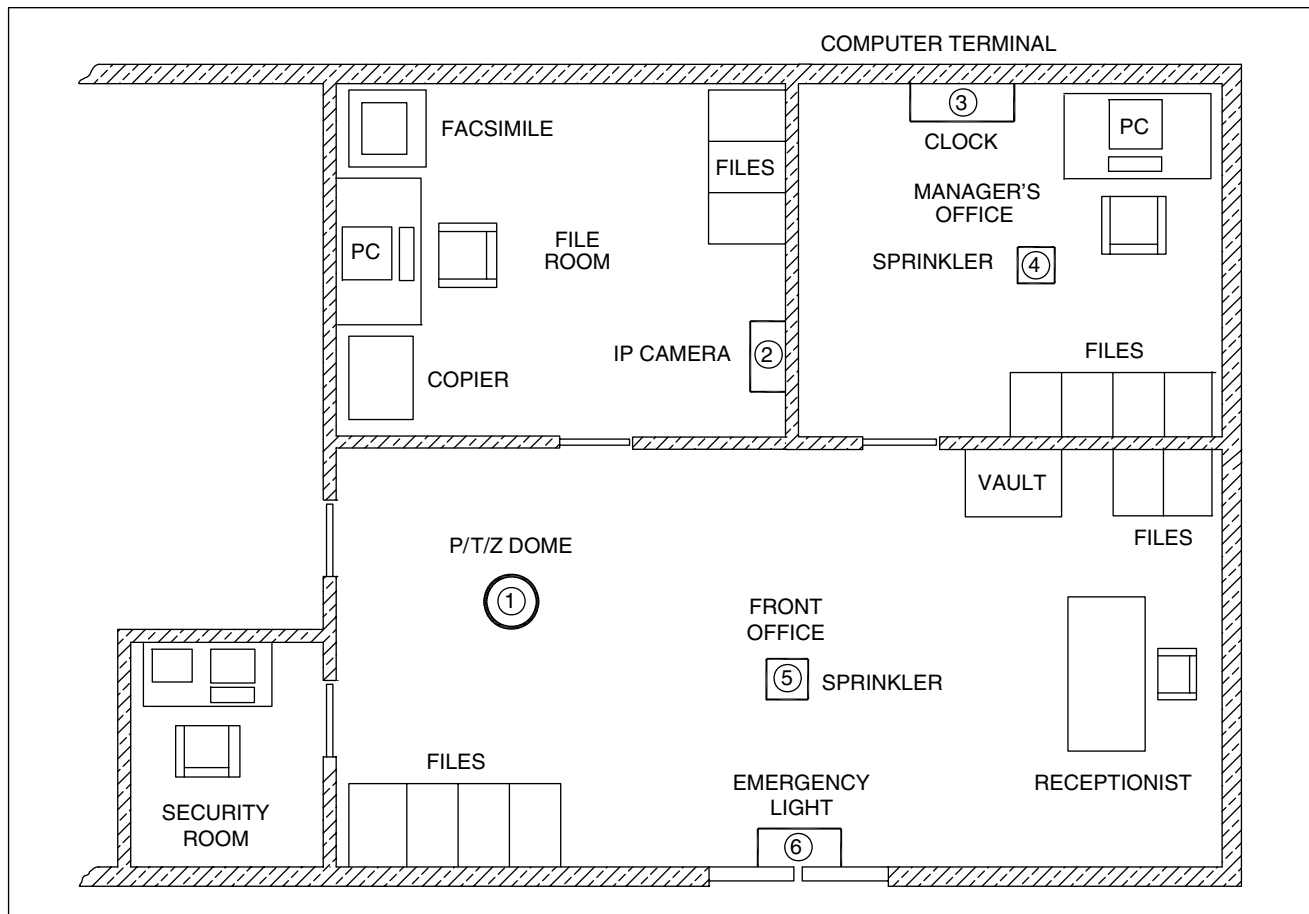 COMPUTER TERMINAL
FACSIMILE
FILES
3
CLOCK
PC
MANAGER'S
OFFICE
PC
FILE
ROOM
SPRINKLER
4
IP CAMERA
2
FILES
COPIER
VAULT
FILES
P/T/Z DOME
1
FRONT
OFFICE
5
SPRINKLER
FILES
EMERGENCY
LIGHT
6
RECEPTIONIST
SECURITY
ROOM